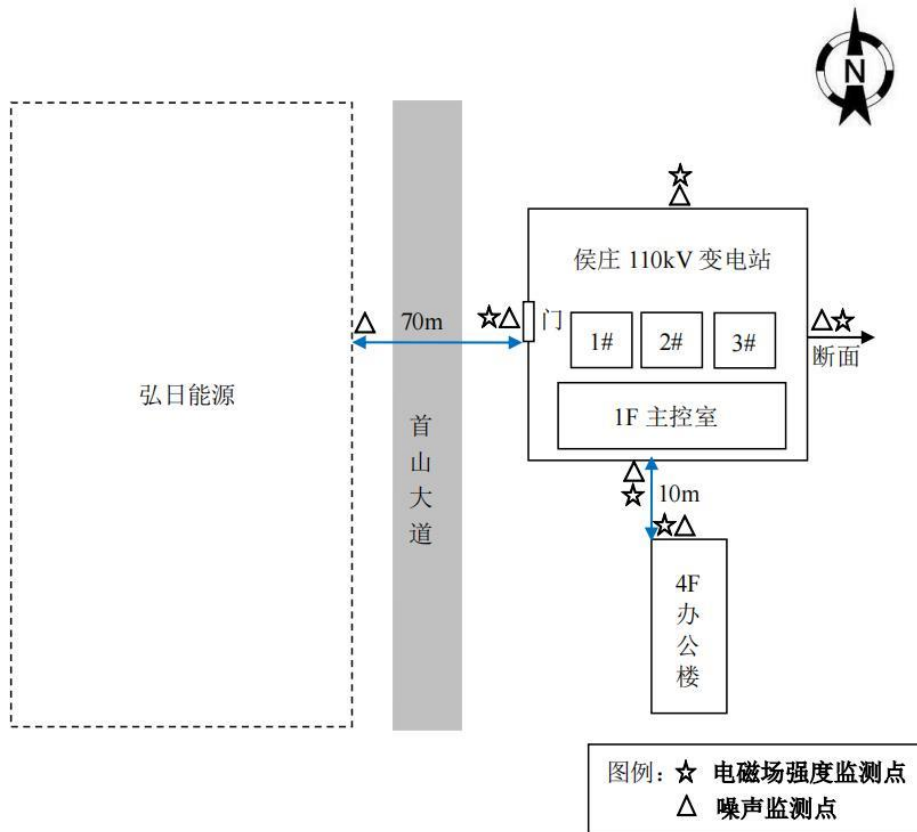 N
侯庄 110kV 变电站
70m
门
1#
2#
3#
断面
弘日能源
1F 主控室
首山大道
10m
4F
办公楼
图例：
电磁场强度监测点
噪声监测点